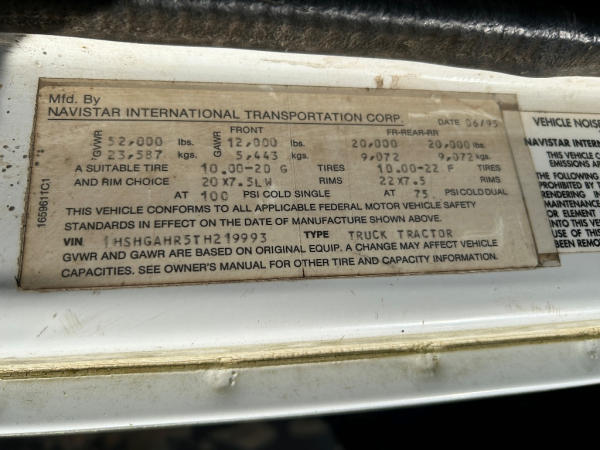 Mfd. By
NAVISTAR INTERNATIONAL TRANSPORTATION CORP. DATE 06/95
FRONT FR-REAR-RR
GVWR 52,000 lbs. GAWR 12,000 lbs. 20,000 20,000 lbs.
23,587 kgs. 5,443 kgs. 9,072 9,072 kgs.
A SUITABLE TIRE 10.00-20 G TIRES 10.00-22 F TIRES
AND RIM CHOICE 20X7.5LW RIMS 22X7.5 RIMS
AT 100 PSI COLD SINGLE AT 75 PSI COLD DUAL
THIS VEHICLE CONFORMS TO ALL APPLICABLE FEDERAL MOTOR VEHICLE SAFETY
STANDARDS IN EFFECT ON THE DATE OF MANUFACTURE SHOWN ABOVE.
VIN 1HSHGAHR5TH219993 TYPE TRUCK TRACTOR
GVWR AND GAWR ARE BASED ON ORIGINAL EQUIP. A CHANGE MAY AFFECT VEHICLE
CAPACITIES. SEE OWNER'S MANUAL FOR OTHER TIRE AND CAPACITY INFORMATION.
1659611C1
VEHICLE NOISE
NAVISTAR INTERN
THIS VEHICLE C
EMISSIONS AP
THE FOLLOWING
PROHIBITED BY T
RENDERING
MAINTENANCE
OR ELEMENT
INTO THIS VE
USE OF THIS
BEEN REMO